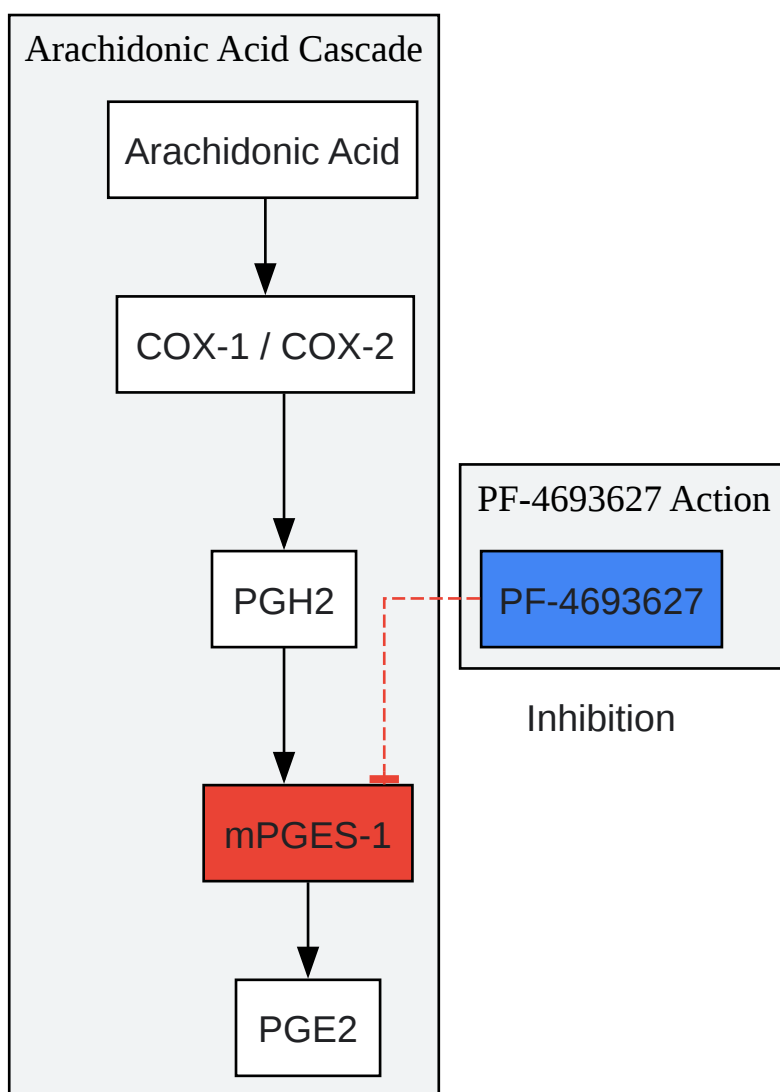 Arachidonic Acid Cascade
Arachidonic Acid
COX-1 / COX-2
PGH2
mPGES-1
PGE2
PF-4693627 Action
PF-4693627
Inhibition